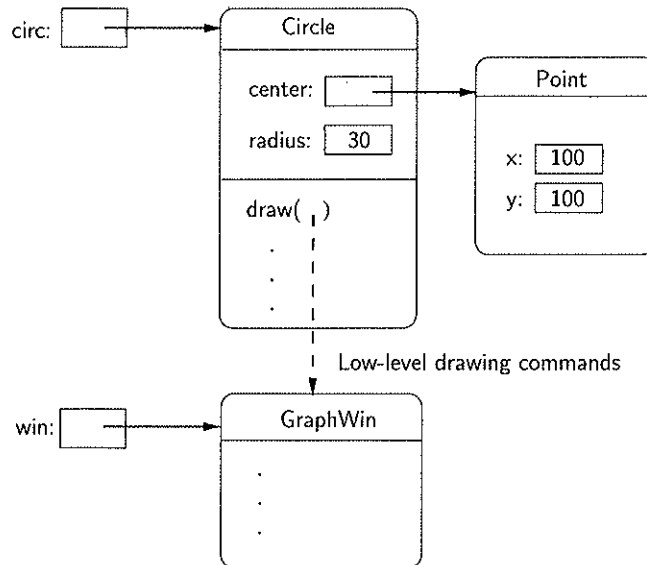 circ:
Circle
center:
radius: 30
draw( )
.
.
.
Point
x: 100
y: 100
Low-level drawing commands
win:
GraphWin
.
.
.